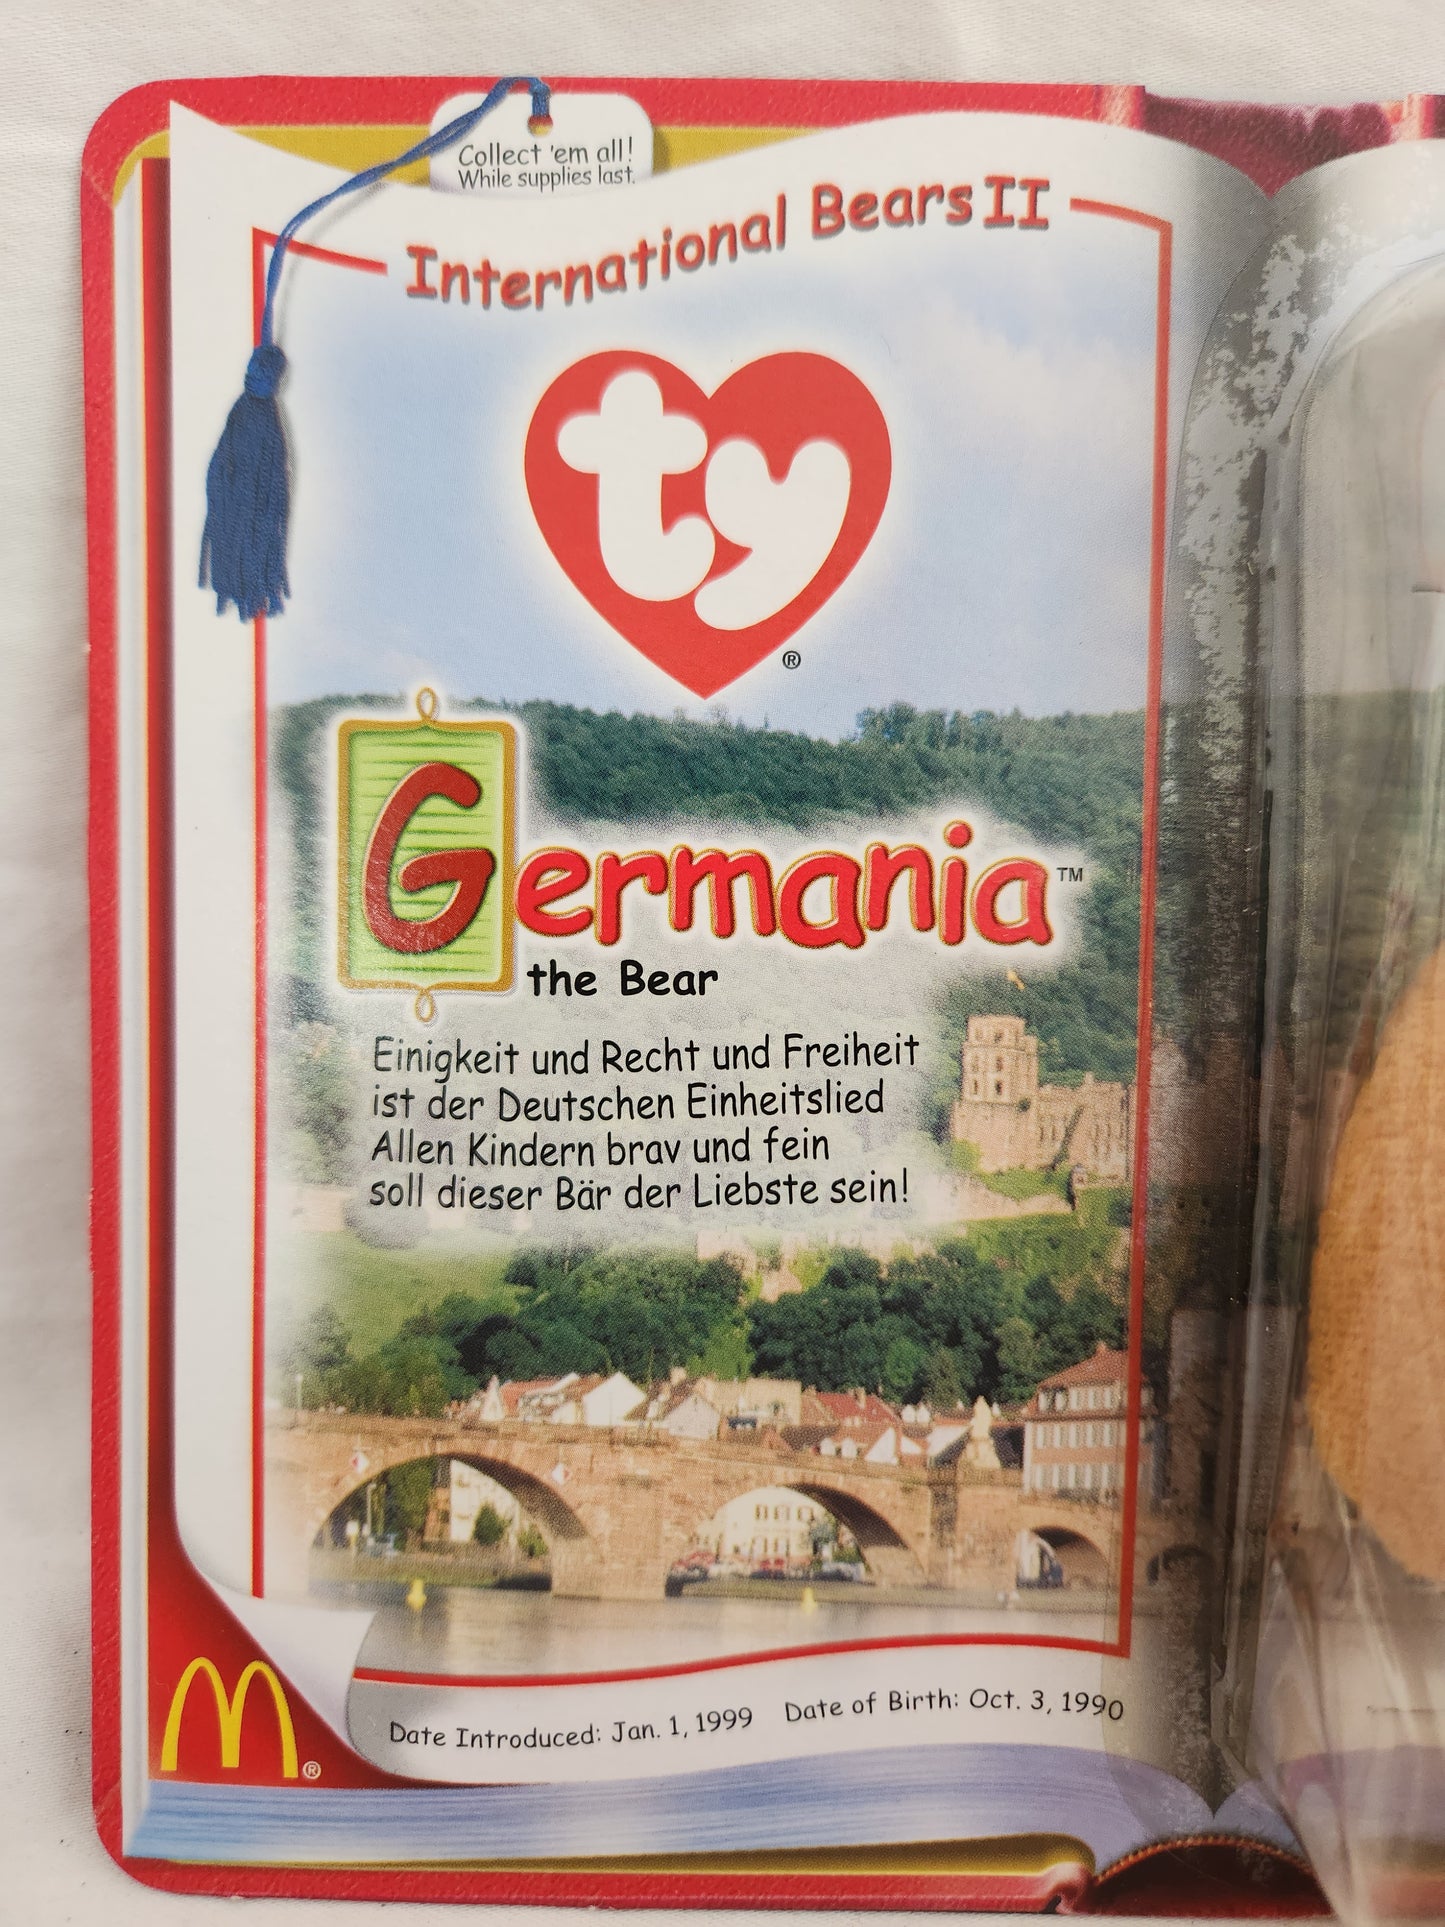 Collect 'em all!
While supplies last.
International Bears II
ty
®
Germania™
the Bear
Einigkeit und Recht und Freiheit
ist der Deutschen Einheitslied
Allen Kindern brav und fein
soll dieser Bär der Liebste sein!
M®
Date Introduced: Jan. 1, 1999 Date of Birth: Oct. 3, 1990